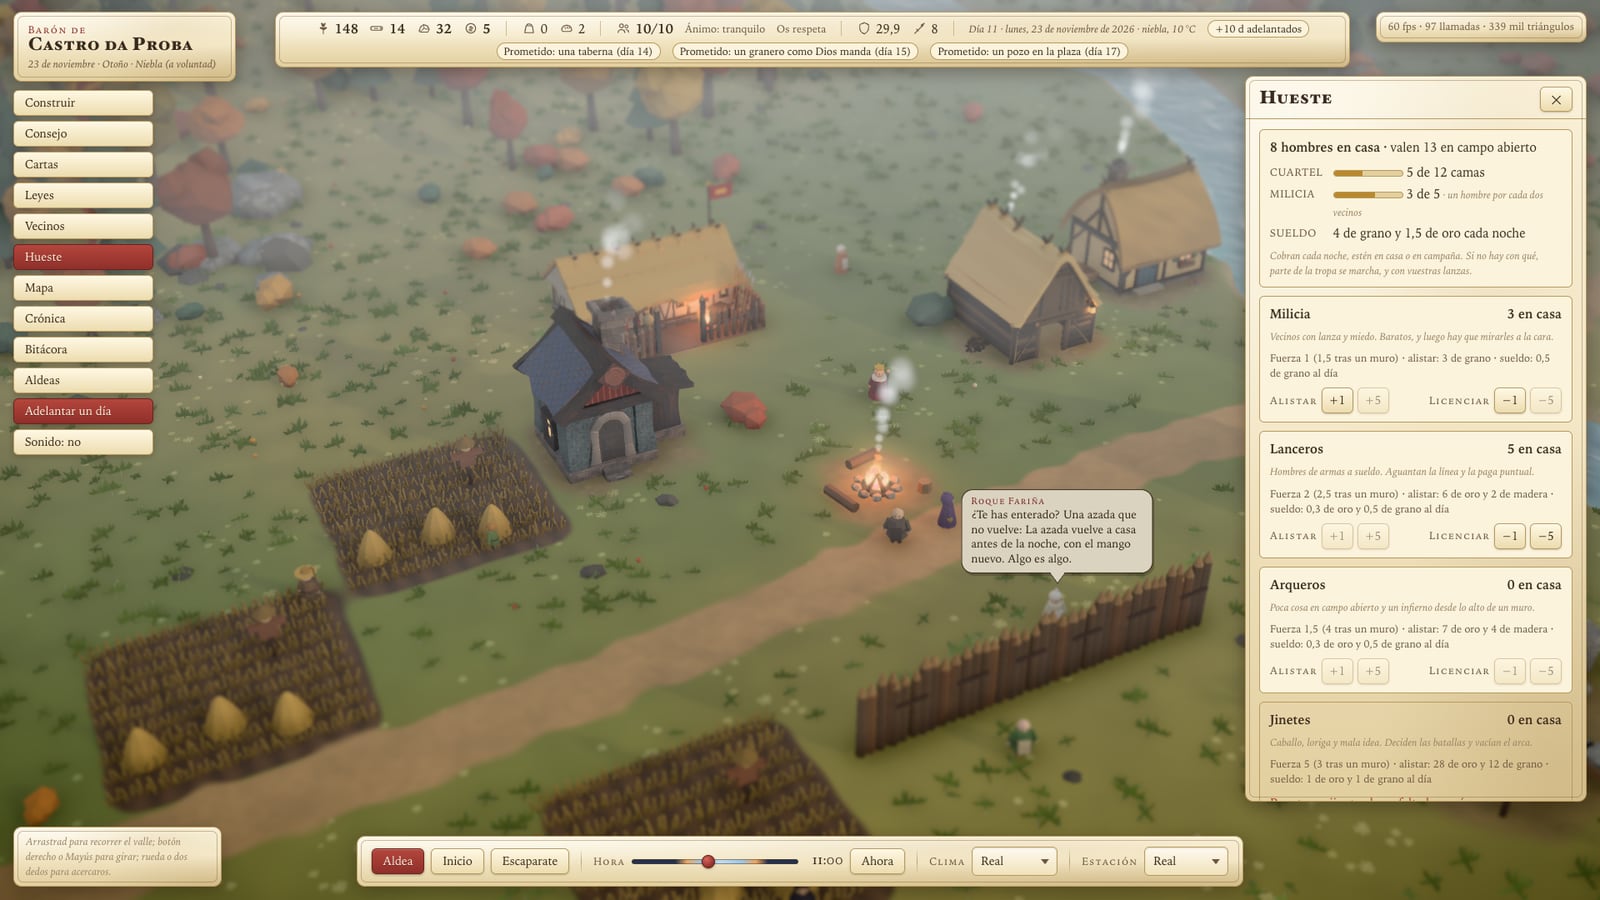 Barón de
Castro da Proba
23 de noviembre · Otoño · Niebla (a voluntad)
148 14 32 5 0 2 10/10 Ánimo: tranquilo Os respeta 29,9 8 Día 11 · lunes, 23 de noviembre de 2026 · niebla, 10 °C +10 d adelantados
Prometido: una taberna (día 14) Prometido: un granero como Dios manda (día 15) Prometido: un pozo en la plaza (día 17)
60 fps · 97 llamadas · 339 mil triángulos
Construir
Consejo
Cartas
Leyes
Vecinos
Hueste
Mapa
Crónica
Bitácora
Aldeas
Adelantar un día
Sonido: no
Roque Fariña
¿Te has enterado? Una azada que
no vuelve: La azada vuelve a casa
antes de la noche, con el mango
nuevo. Algo es algo.
Hueste
8 hombres en casa · valen 13 en campo abierto
Cuartel 5 de 12 camas
Milicia 3 de 5 · un hombre por cada dos
vecinos
Sueldo 4 de grano y 1,5 de oro cada noche
Cobran cada noche, estén en casa o en campaña. Si no hay con qué,
parte de la tropa se marcha, y con vuestras lanzas.
Milicia 3 en casa
Vecinos con lanza y miedo. Baratos, y luego hay que mirarles a la cara.
Fuerza 1 (1,5 tras un muro) · alistar: 3 de grano · sueldo: 0,5
de grano al día
Alistar +1 +5 Licenciar −1 −5
Lanceros 5 en casa
Hombres de armas a sueldo. Aguantan la línea y la paga puntual.
Fuerza 2 (2,5 tras un muro) · alistar: 6 de oro y 2 de madera ·
sueldo: 0,3 de oro y 0,5 de grano al día
Alistar +1 +5 Licenciar −1 −5
Arqueros 0 en casa
Poca cosa en campo abierto y un infierno desde lo alto de un muro.
Fuerza 1,5 (4 tras un muro) · alistar: 7 de oro y 4 de madera ·
sueldo: 0,3 de oro y 0,5 de grano al día
Alistar +1 +5 Licenciar −1 −5
Jinetes 0 en casa
Caballo, loriga y mala idea. Deciden las batallas y vacían el arca.
Fuerza 5 (3 tras un muro) · alistar: 28 de oro y 12 de grano ·
sueldo: 1 de oro y 1 de grano al día
Arrastrad para recorrer el valle; botón
derecho o Mayús para girar; rueda o dos
dedos para acercaros.
Aldea Inicio Escaparate Hora 11:00 Ahora Clima Real Estación Real